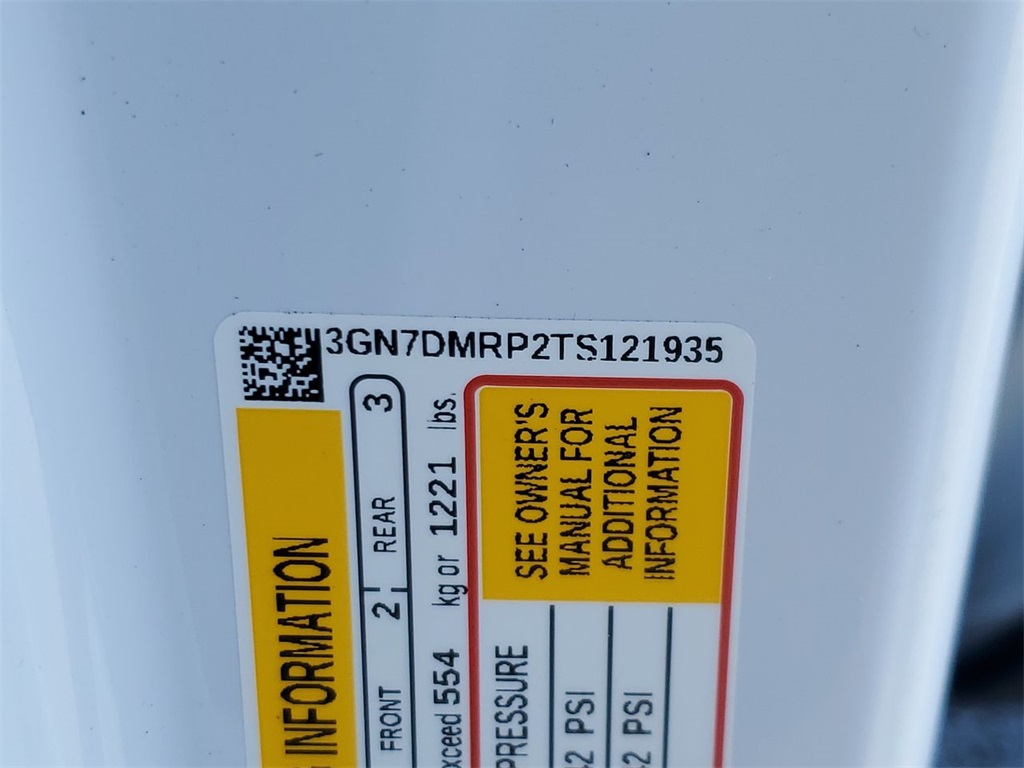 3GN7DMRP2TS121935
INFORMATION
FRONT 2 REAR 3
554 kg or 1221 lbs.
PRESSURE
PSI
PSI
SEE OWNER'S
MANUAL FOR
ADDITIONAL
INFORMATION